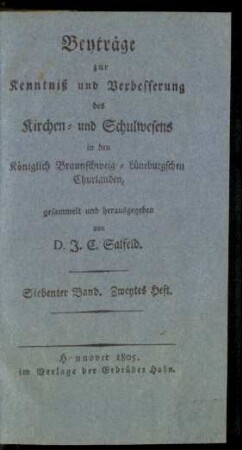 Beyträge
zur
Kenntniß und Verbesserung
des
Kirchen- und Schulwesens
in den
Königlich Braunschweig-Lüneburgschen
Churlanden,
gesammelt und herausgegeben
von
D. J. C. Salfeld.
Siebenter Band. Zweytes Heft.
Hannover 1805.
im Verlage der Gebrüder Hahn.